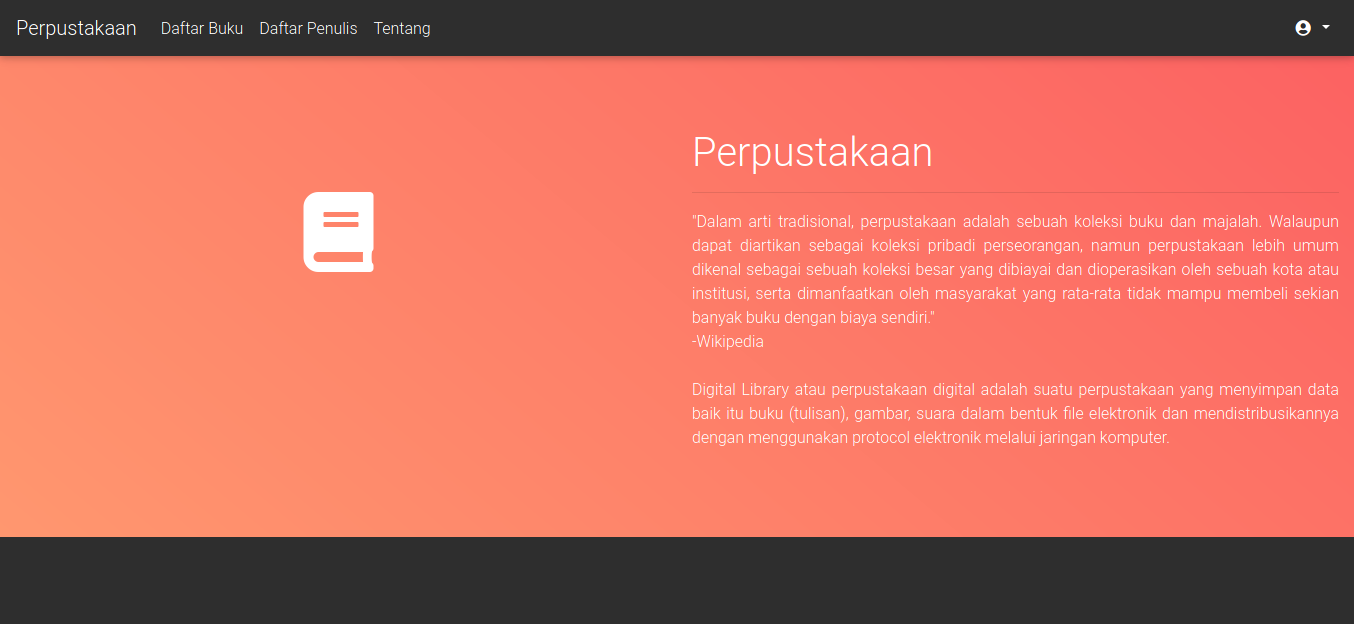 Perpustakaan Daftar Buku Daftar Penulis Tentang
Perpustakaan
"Dalam arti tradisional, perpustakaan adalah sebuah koleksi buku dan majalah. Walaupun
dapat diartikan sebagai koleksi pribadi perseorangan, namun perpustakaan lebih umum
dikenal sebagai sebuah koleksi besar yang dibiayai dan dioperasikan oleh sebuah kota atau
institusi, serta dimanfaatkan oleh masyarakat yang rata-rata tidak mampu membeli sekian
banyak buku dengan biaya sendiri."
-Wikipedia
Digital Library atau perpustakaan digital adalah suatu perpustakaan yang menyimpan data
baik itu buku (tulisan), gambar, suara dalam bentuk file elektronik dan mendistribusikannya
dengan menggunakan protocol elektronik melalui jaringan komputer.